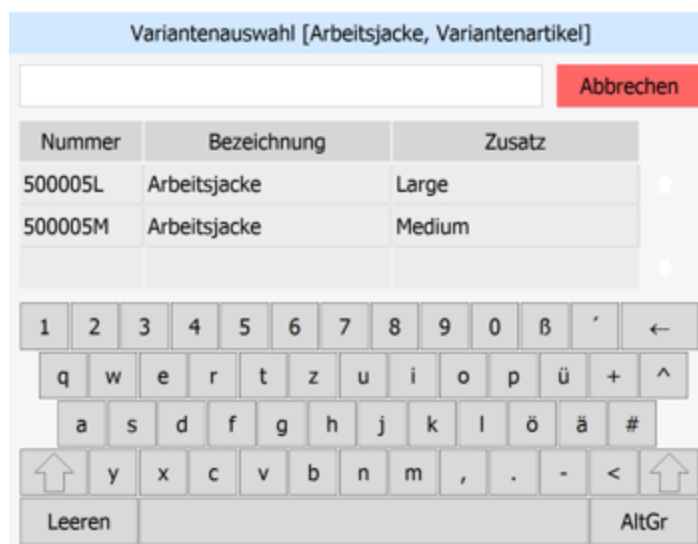 Variantenauswahl [Arbeitsjacke, Variantenartikel]
Abbrechen
Nummer Bezeichnung Zusatz
500005L Arbeitsjacke Large
500005M Arbeitsjacke Medium
1 2 3 4 5 6 7 8 9 0 ß ´ ←
q w e r t z u i o p ü + ^
a s d f g h j k l ö ä #
y x c v b n m , . - <
Leeren AltGr